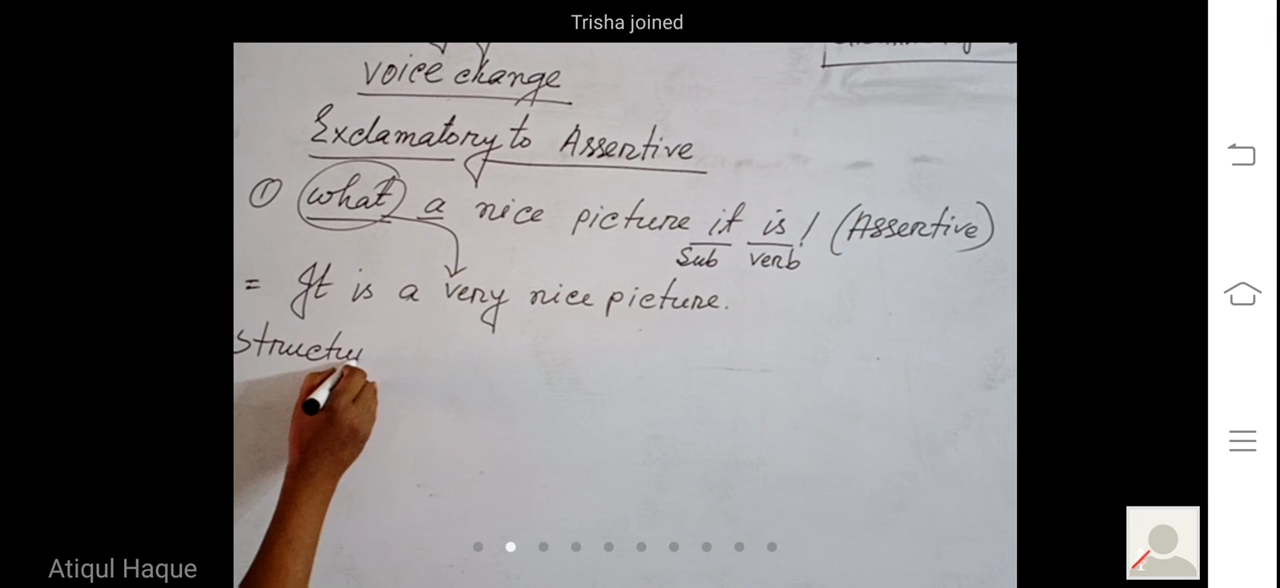 Trisha joined
voice change
Exclamatory to Assertive
① what a nice picture it is! (Assertive)
Sub verb
= It is a very nice picture.
Structu
Atiqul Haque